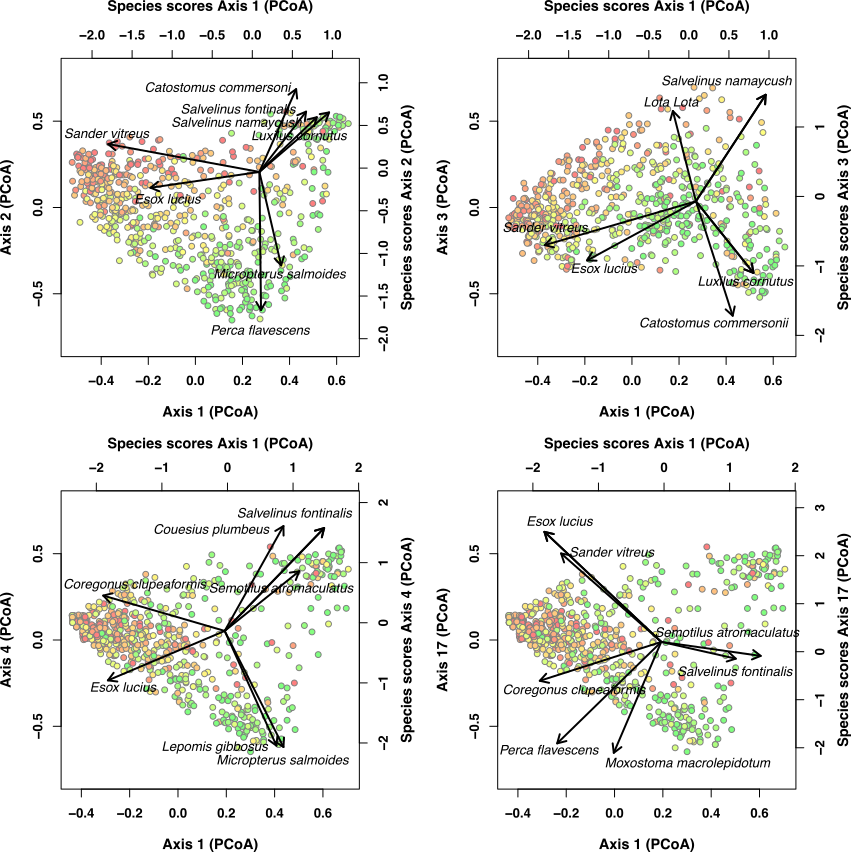 Species scores Axis 1 (PCoA)
−2.0 −1.5 −1.0 −0.5 0.0 0.5 1.0
Axis 2 (PCoA)
0.5
0.0
−0.5
Catostomus commersoni
Salvelinus fontinalis
Salvelinus namaycush
Luxilus cornutus
Sander vitreus
Esox lucius
Micropterus salmoides
Perca flavescens
1.0
0.5
0.0
−0.5
−1.0
−1.5
−2.0
Species scores Axis 2 (PCoA)
−0.4 −0.2 0.0 0.2 0.4 0.6
Axis 1 (PCoA)
Species scores Axis 1 (PCoA)
−2.0 −1.5 −1.0 −0.5 0.0 0.5 1.0
Axis 3 (PCoA)
0.5
0.0
−0.5
Salvelinus namaycush
Lota Lota
Sander vitreus
Esox lucius
Luxilus cornutus
Catostomus commersonii
1
0
−1
−2
Species scores Axis 3 (PCoA)
−0.4 −0.2 0.0 0.2 0.4 0.6
Axis 1 (PCoA)
Species scores Axis 1 (PCoA)
−2 −1 0 1 2
Axis 4 (PCoA)
0.5
0.0
−0.5
Salvelinus fontinalis
Couesius plumbeus
Coregonus clupeaformis
Semotilus atromaculatus
Esox lucius
Lepomis gibbosus
Micropterus salmoides
2
1
0
−1
−2
Species scores Axis 4 (PCoA)
−0.4 −0.2 0.0 0.2 0.4 0.6
Axis 1 (PCoA)
Species scores Axis 1 (PCoA)
−2 −1 0 1 2
Axis 17 (PCoA)
0.5
0.0
−0.5
Esox lucius
Sander vitreus
Semotilus atromaculatus
Salvelinus fontinalis
Coregonus clupeaformis
Perca flavescens
Moxostoma macrolepidotum
3
2
1
0
−1
−2
Species scores Axis 17 (PCoA)
−0.4 −0.2 0.0 0.2 0.4 0.6
Axis 1 (PCoA)